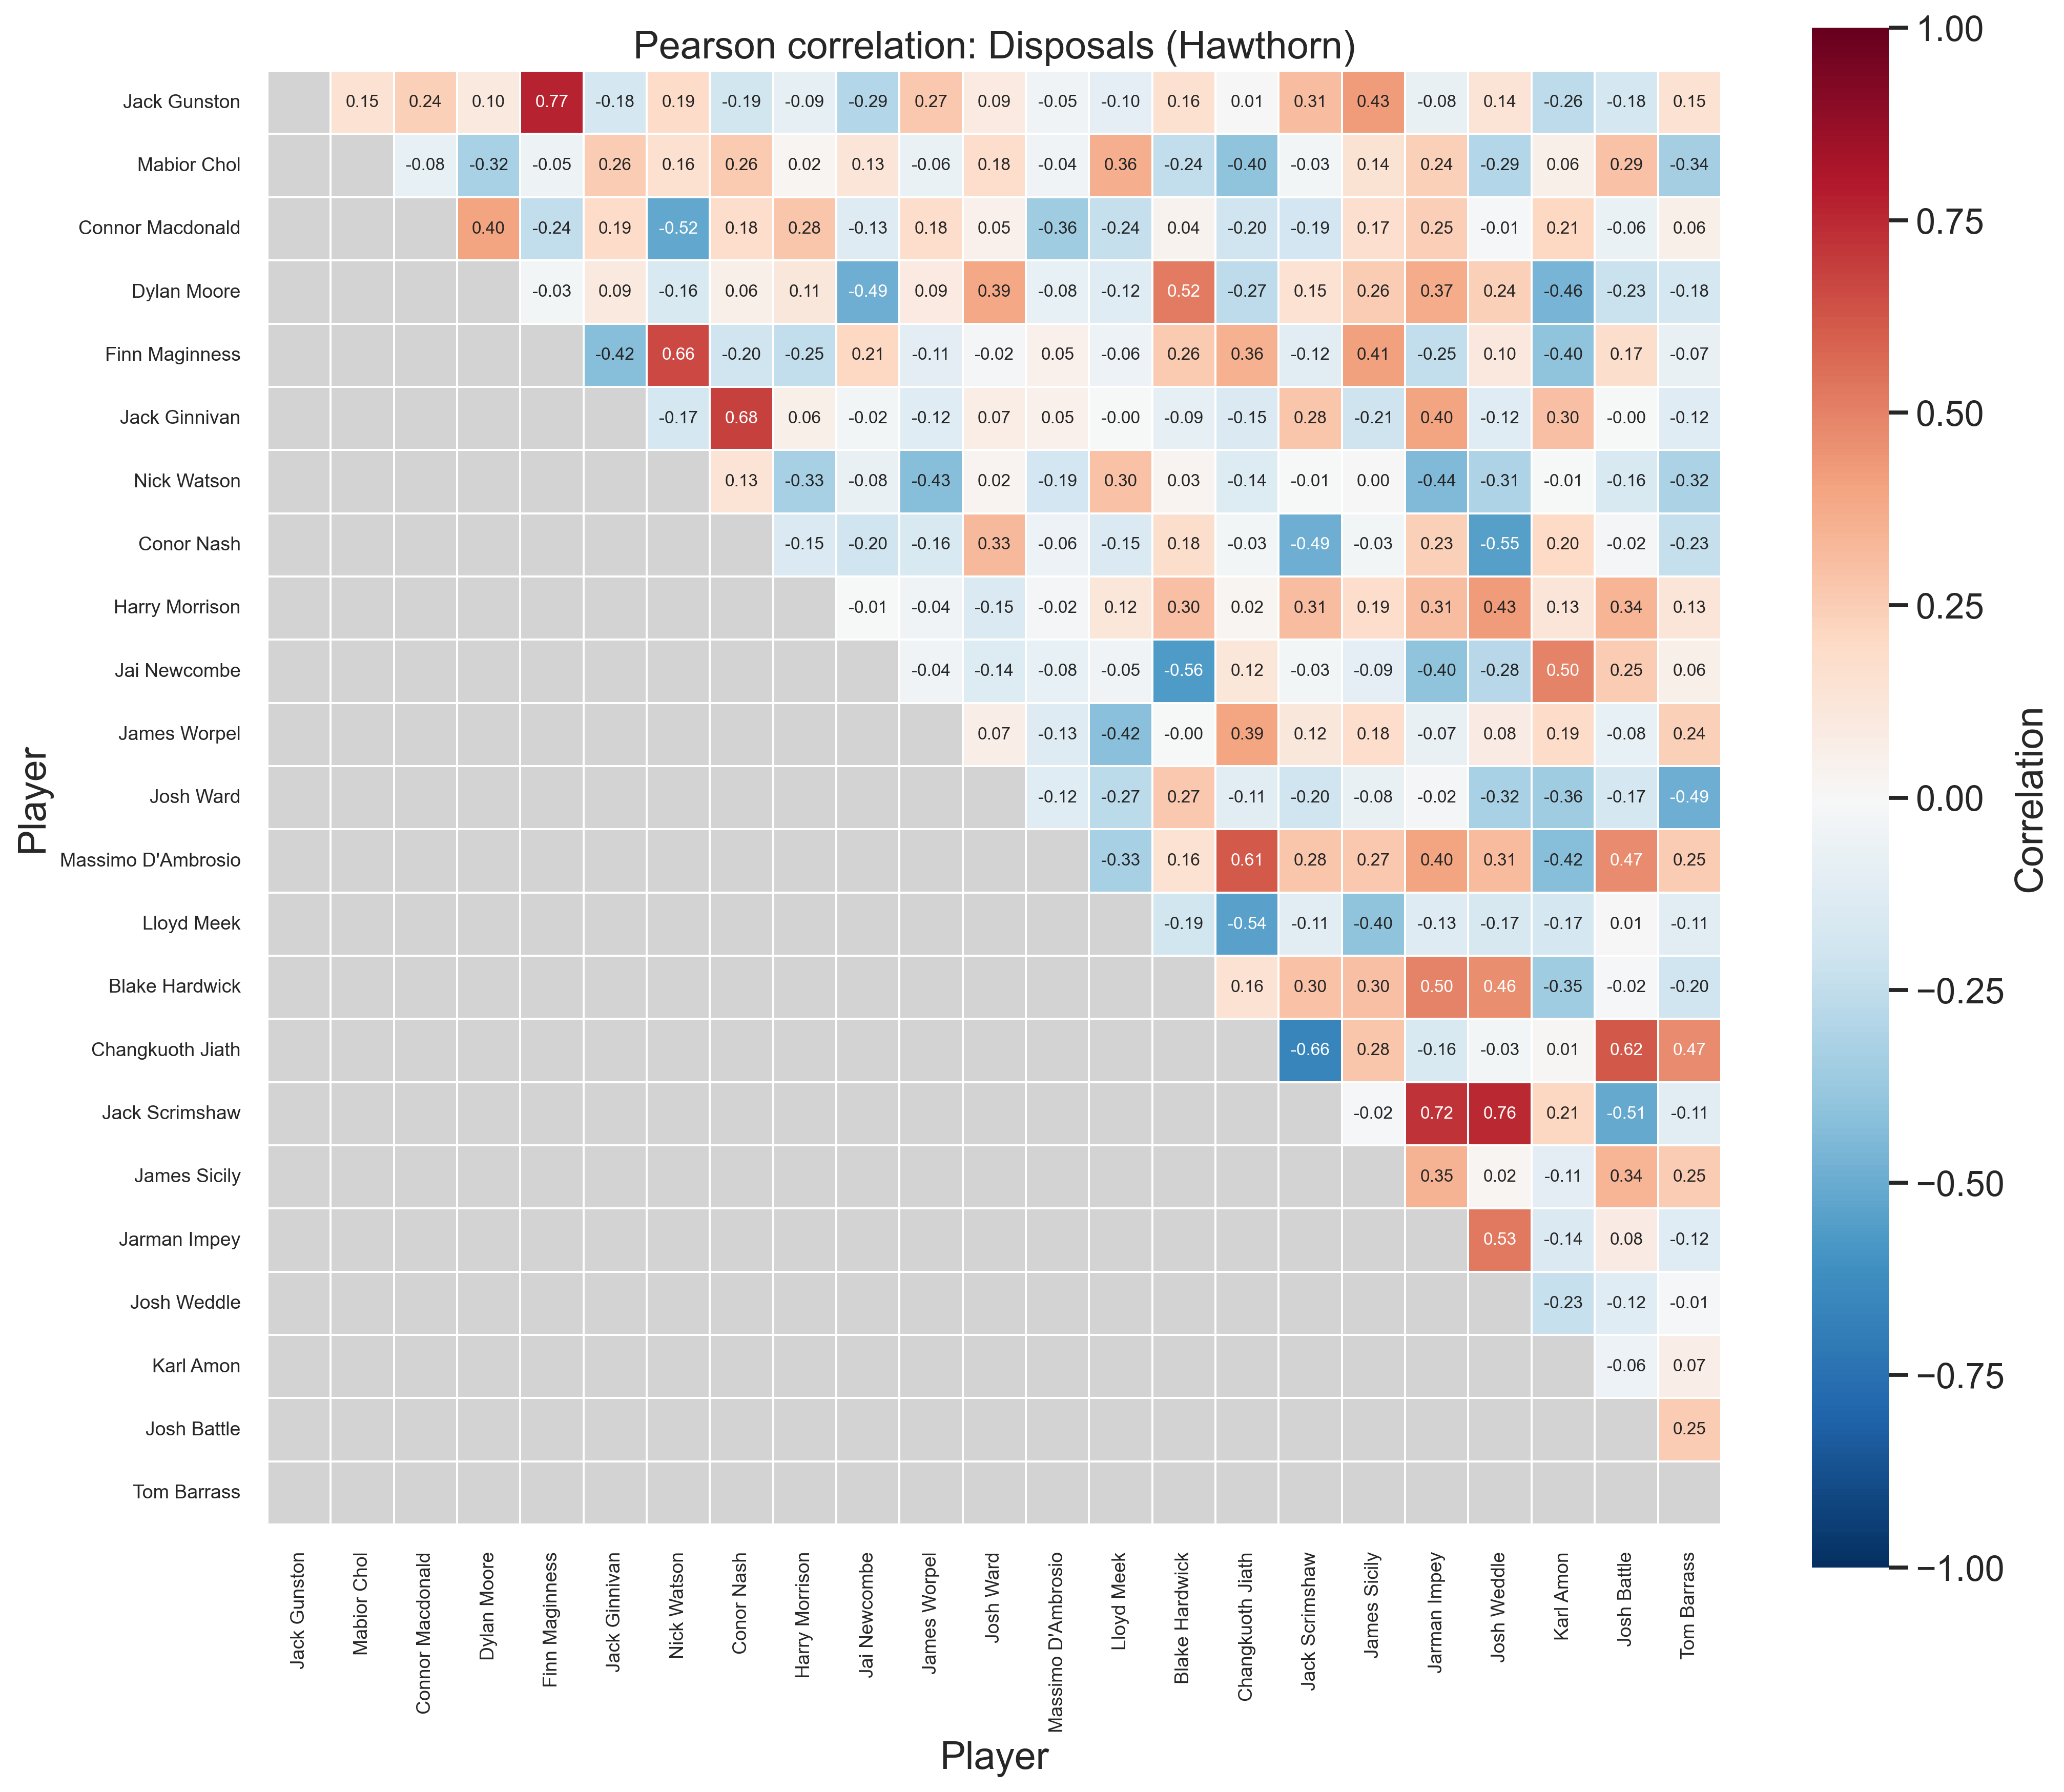 Pearson correlation: Disposals (Hawthorn)
Jack Gunston 0.15 0.24 0.10 0.77 -0.18 0.19 -0.19 -0.09 -0.29 0.27 0.09 -0.05 -0.10 0.16 0.01 0.31 0.43 -0.08 0.14 -0.26 -0.18 0.15
Mabior Chol -0.08 -0.32 -0.05 0.26 0.16 0.26 0.02 0.13 -0.06 0.18 -0.04 0.36 -0.24 -0.40 -0.03 0.14 0.24 -0.29 0.06 0.29 -0.34
Connor Macdonald 0.40 -0.24 0.19 -0.52 0.18 0.28 -0.13 0.18 0.05 -0.36 -0.24 0.04 -0.20 -0.19 0.17 0.25 -0.01 0.21 -0.06 0.06
Dylan Moore -0.03 0.09 -0.16 0.06 0.11 -0.49 0.09 0.39 -0.08 -0.12 0.52 -0.27 0.15 0.26 0.37 0.24 -0.46 -0.23 -0.18
Finn Maginness -0.42 0.66 -0.20 -0.25 0.21 -0.11 -0.02 0.05 -0.06 0.26 0.36 -0.12 0.41 -0.25 0.10 -0.40 0.17 -0.07
Jack Ginnivan -0.17 0.68 0.06 -0.02 -0.12 0.07 0.05 -0.00 -0.09 -0.15 0.28 -0.21 0.40 -0.12 0.30 -0.00 -0.12
Nick Watson 0.13 -0.33 -0.08 -0.43 0.02 -0.19 0.30 0.03 -0.14 -0.01 0.00 -0.44 -0.31 -0.01 -0.16 -0.32
Conor Nash -0.15 -0.20 -0.16 0.33 -0.06 -0.15 0.18 -0.03 -0.49 -0.03 0.23 -0.55 0.20 -0.02 -0.23
Harry Morrison -0.01 -0.04 -0.15 -0.02 0.12 0.30 0.02 0.31 0.19 0.31 0.43 0.13 0.34 0.13
Jai Newcombe -0.04 -0.14 -0.08 -0.05 -0.56 0.12 -0.03 -0.09 -0.40 -0.28 0.50 0.25 0.06
James Worpel 0.07 -0.13 -0.42 -0.00 0.39 0.12 0.18 -0.07 0.08 0.19 -0.08 0.24
Josh Ward -0.12 -0.27 0.27 -0.11 -0.20 -0.08 -0.02 -0.32 -0.36 -0.17 -0.49
Massimo D'Ambrosio -0.33 0.16 0.61 0.28 0.27 0.40 0.31 -0.42 0.47 0.25
Lloyd Meek -0.19 -0.54 -0.11 -0.40 -0.13 -0.17 -0.17 0.01 -0.11
Blake Hardwick 0.16 0.30 0.30 0.50 0.46 -0.35 -0.02 -0.20
Changkuoth Jiath -0.66 0.28 -0.16 -0.03 0.01 0.62 0.47
Jack Scrimshaw -0.02 0.72 0.76 0.21 -0.51 -0.11
James Sicily 0.35 0.02 -0.11 0.34 0.25
Jarman Impey 0.53 -0.14 0.08 -0.12
Josh Weddle -0.23 -0.12 -0.01
Karl Amon -0.06 0.07
Josh Battle 0.25
Tom Barrass
Player
Jack Gunston
Mabior Chol
Connor Macdonald
Dylan Moore
Finn Maginness
Jack Ginnivan
Nick Watson
Conor Nash
Harry Morrison
Jai Newcombe
James Worpel
Josh Ward
Massimo D'Ambrosio
Lloyd Meek
Blake Hardwick
Changkuoth Jiath
Jack Scrimshaw
James Sicily
Jarman Impey
Josh Weddle
Karl Amon
Josh Battle
Tom Barrass
Player
1.00
0.75
0.50
0.25
0.00
−0.25
−0.50
−0.75
−1.00
Correlation